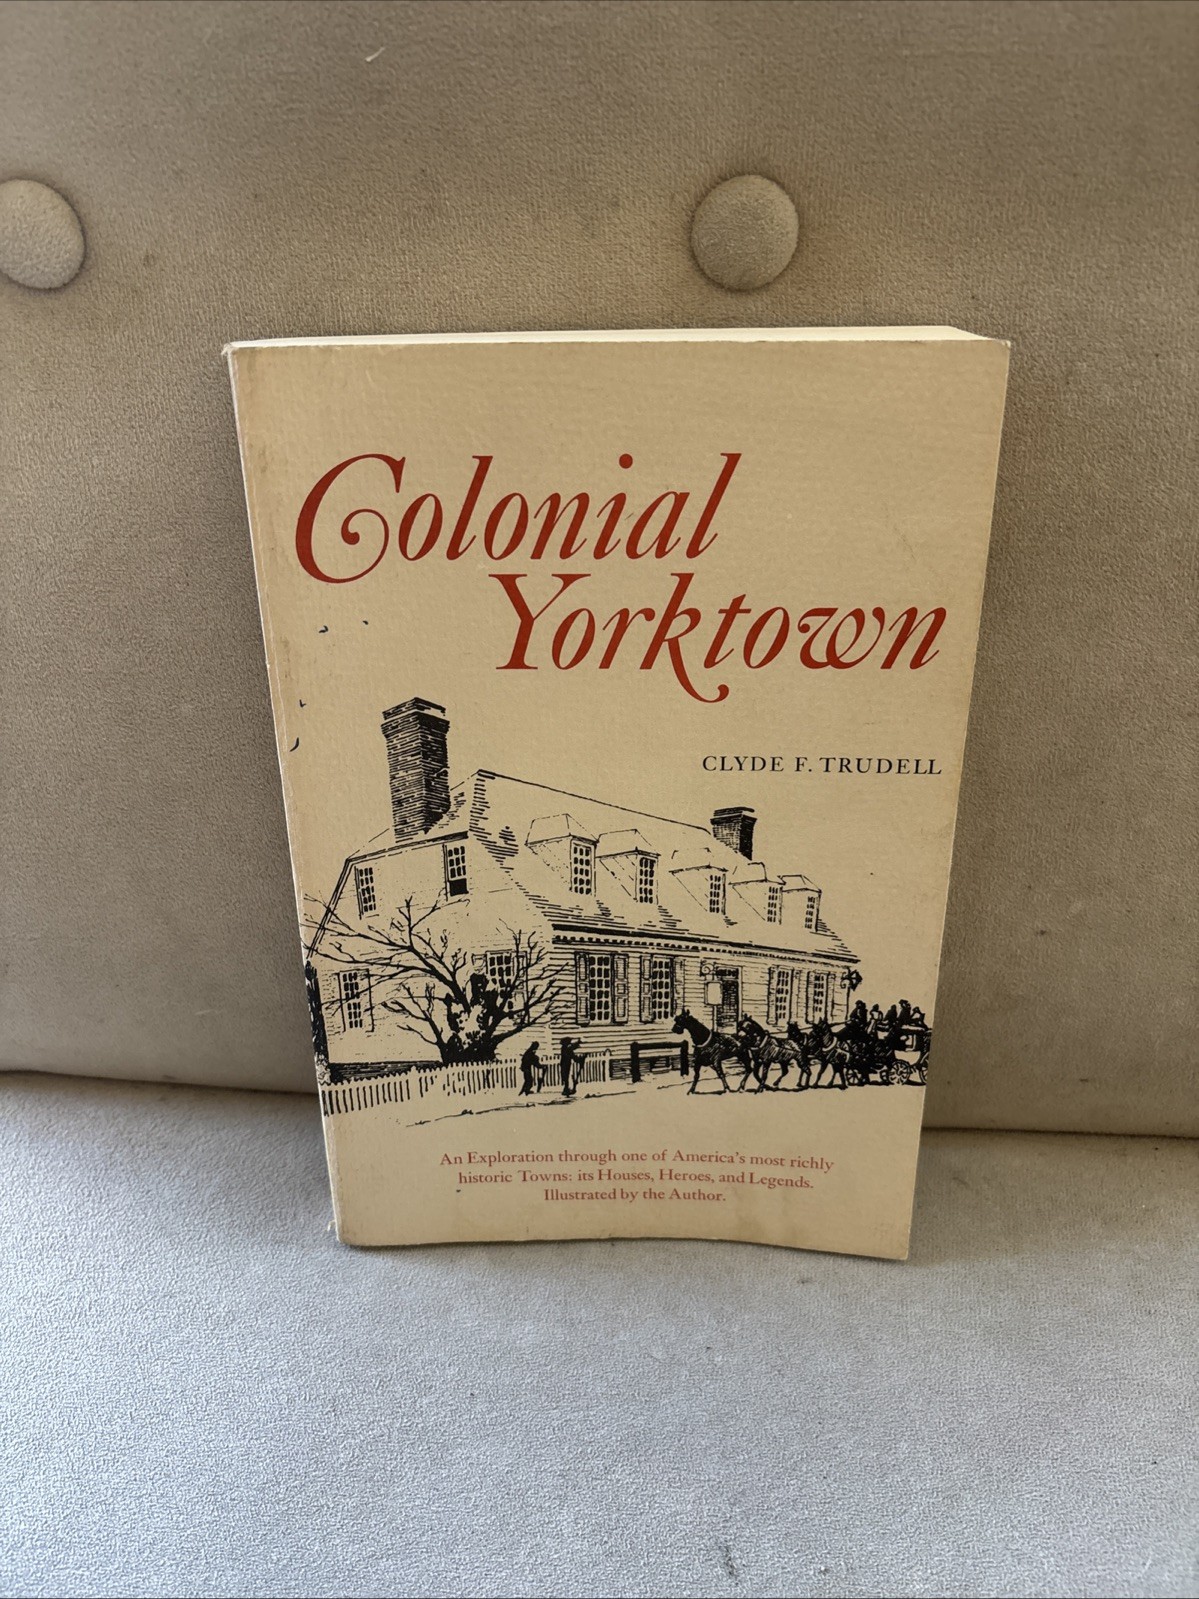 Colonial
Yorktown
CLYDE F. TRUDELL
An Exploration through one of America's most richly
historic Towns: its Houses, Heroes, and Legends.
Illustrated by the Author.